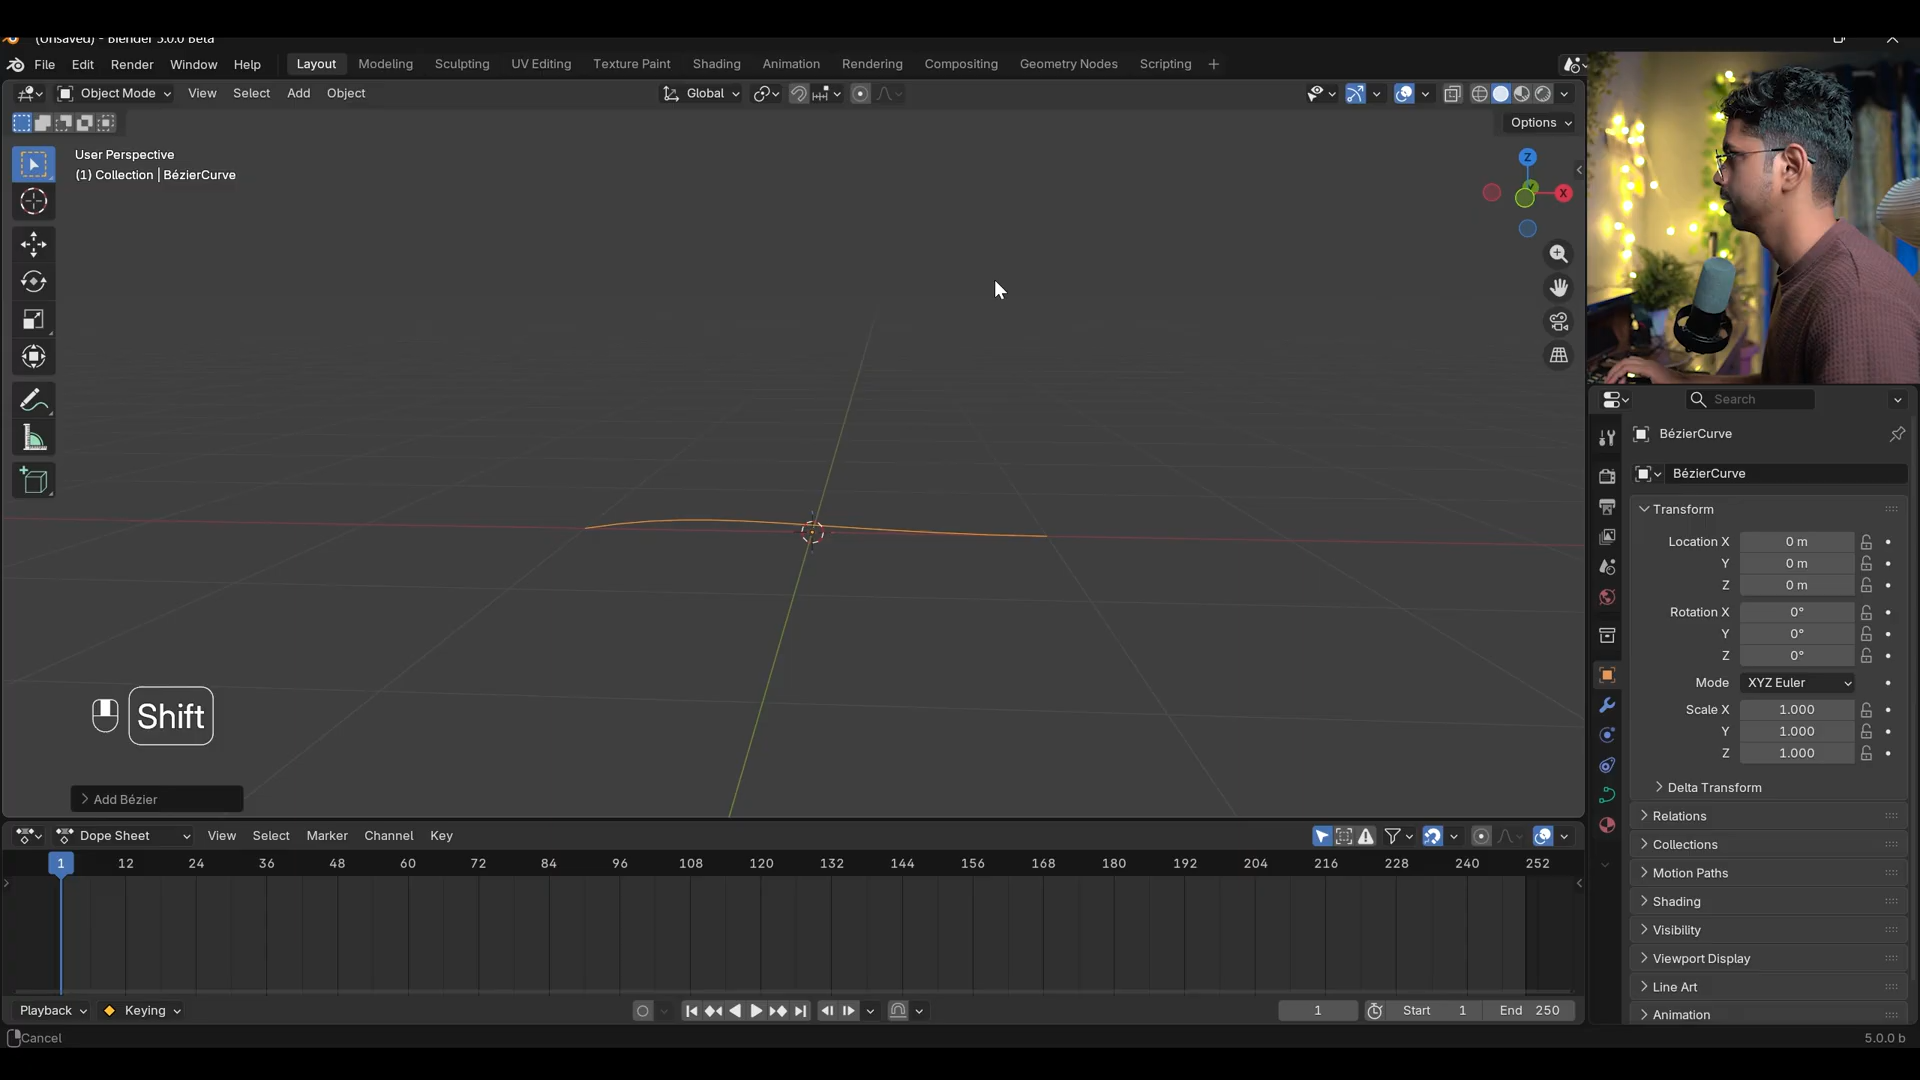 (Unsaved) - Blender 5.0.0 Beta
File Edit Render Window Help Layout Modeling Sculpting UV Editing Texture Paint Shading Animation Rendering Compositing Geometry Nodes Scripting +
Object Mode View Select Add Object Global
Options
User Perspective
(1) Collection | BézierCurve
Z
Y
X
Search
BézierCurve
BézierCurve
Transform
Location X 0 m
Y 0 m
Z 0 m
Rotation X 0°
Y 0°
Z 0°
Mode XYZ Euler
Scale X 1.000
Y 1.000
Z 1.000
Delta Transform
Relations
Collections
Motion Paths
Shading
Visibility
Viewport Display
Line Art
Animation
Shift
Add Bézier
Dope Sheet View Select Marker Channel Key
1 12 24 36 48 60 72 84 96 108 120 132 144 156 168 180 192 204 216 228 240 252
Playback Keying 1 Start 1 End 250
Cancel 5.0.0 b